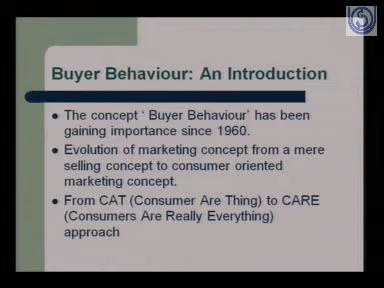 Buyer Behaviour: An Introduction
The concept ‘ Buyer Behaviour’ has been
gaining importance since 1960.
Evolution of marketing concept from a mere
selling concept to consumer oriented
marketing concept.
From CAT (Consumer Are Thing) to CARE
(Consumers Are Really Everything)
approach